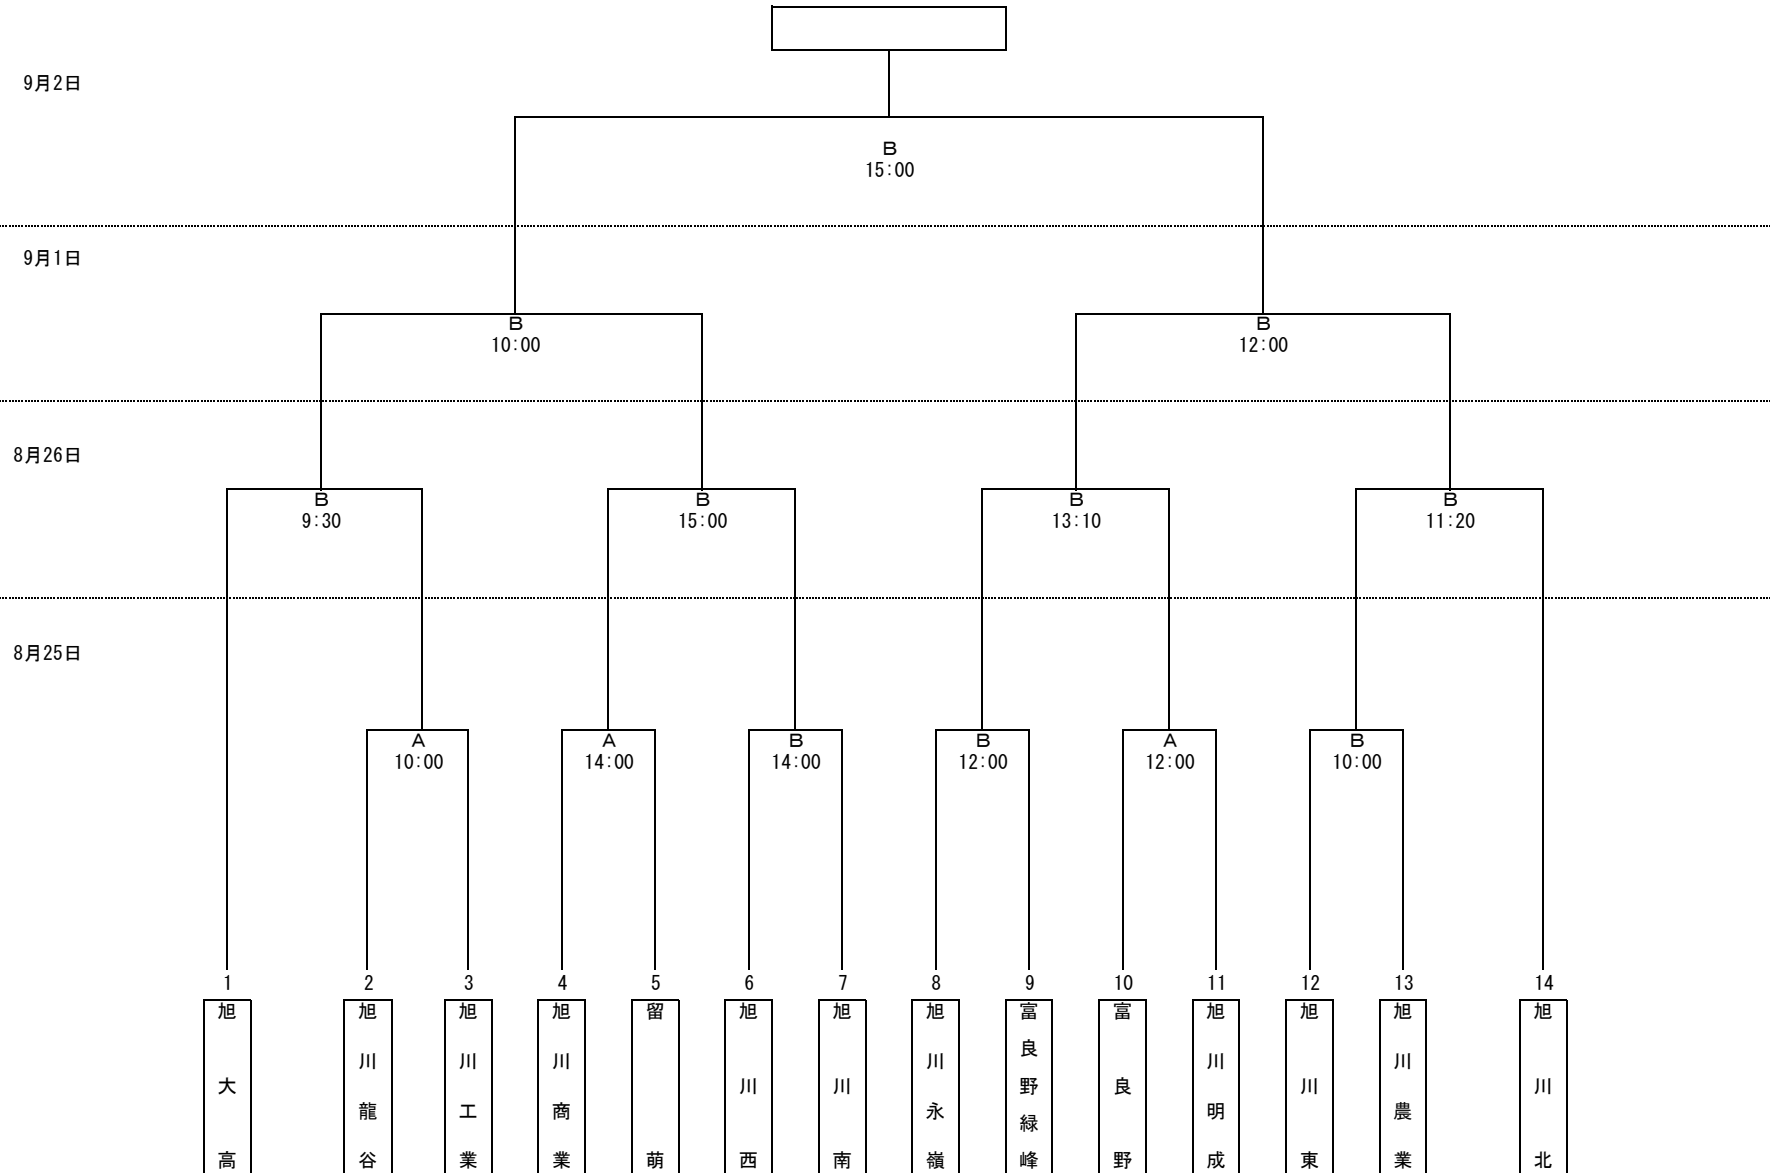 9月2日
B
15:00
9月1日
B
10:00
B
12:00
8月26日
B
9:30
B
15:00
B
13:10
B
11:20
8月25日
A
10:00
A
14:00
B
14:00
B
12:00
A
12:00
B
10:00
1
旭大高
2
旭川龍谷
3
旭川工業
4
旭川商業
5
留萌
6
旭川西
7
旭川南
8
旭川永嶺
9
富良野緑峰
10
富良野
11
旭川明成
12
旭川東
13
旭川農業
14
旭川北